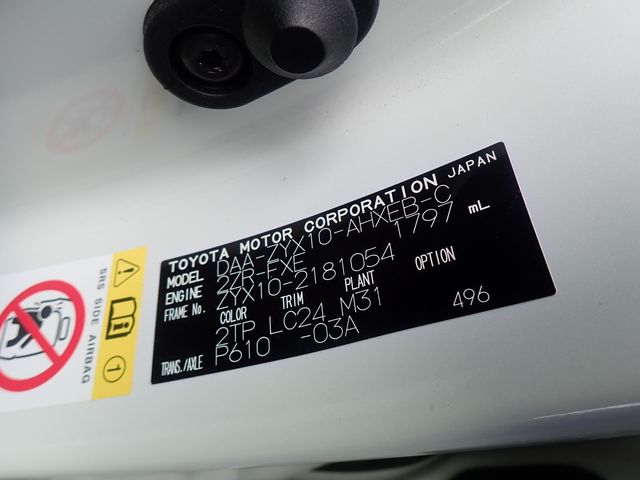 TOYOTA MOTOR CORPORATION JAPAN
MODEL DAA-ZYX10-AHXEB-C
ENGINE 2ZR-FXE 1797 mL
FRAME No. ZYX10-2181054
COLOR TRIM PLANT OPTION
2TP LC24 M31 496
TRANS./AXLE P610 -03A
SRS SIDE AIRBAG
1